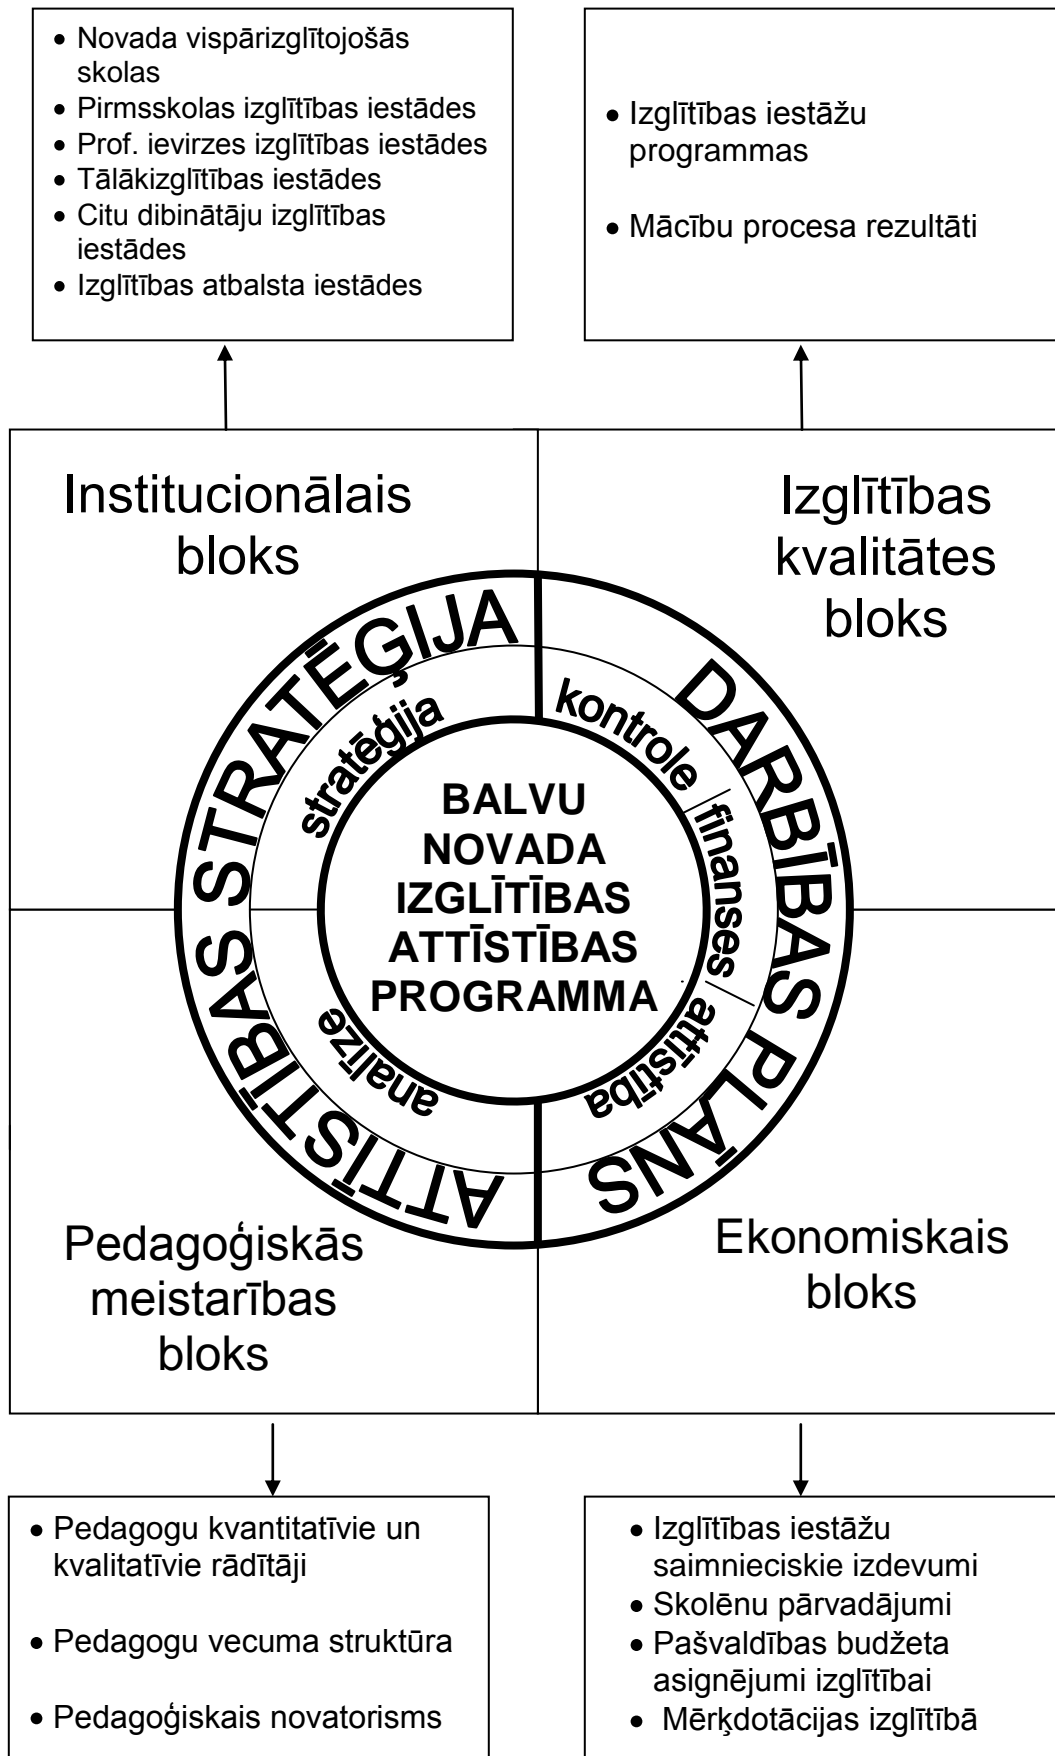 • Novada vispārizglītojošās
skolas
• Pirmsskolas izglītības iestādes
• Prof. ievirzes izglītības iestādes
• Tālākizglītības iestādes
• Citu dibinātāju izglītības
iestādes
• Izglītības atbalsta iestādes
• Izglītības iestāžu
programmas
• Mācību procesa rezultāti
Institucionālais
bloks
Izglītības
kvalitātes
bloks
ATTĪSTĪBAS STRATĒĢIJA
DARBĪBAS PLĀNS
stratēģija
kontrole
finanses
attīstība
analīze
BALVU
NOVADA
IZGLĪTĪBAS
ATTĪSTĪBAS
PROGRAMMA
Pedagoģiskās
meistarības
bloks
Ekonomiskais
bloks
• Pedagogu kvantitatīvie un
kvalitatīvie rādītāji
• Pedagogu vecuma struktūra
• Pedagoģiskais novatorisms
• Izglītības iestāžu
saimnieciskie izdevumi
• Skolēnu pārvadājumi
• Pašvaldības budžeta
asignējumi izglītībai
• Mērķdotācijas izglītībā